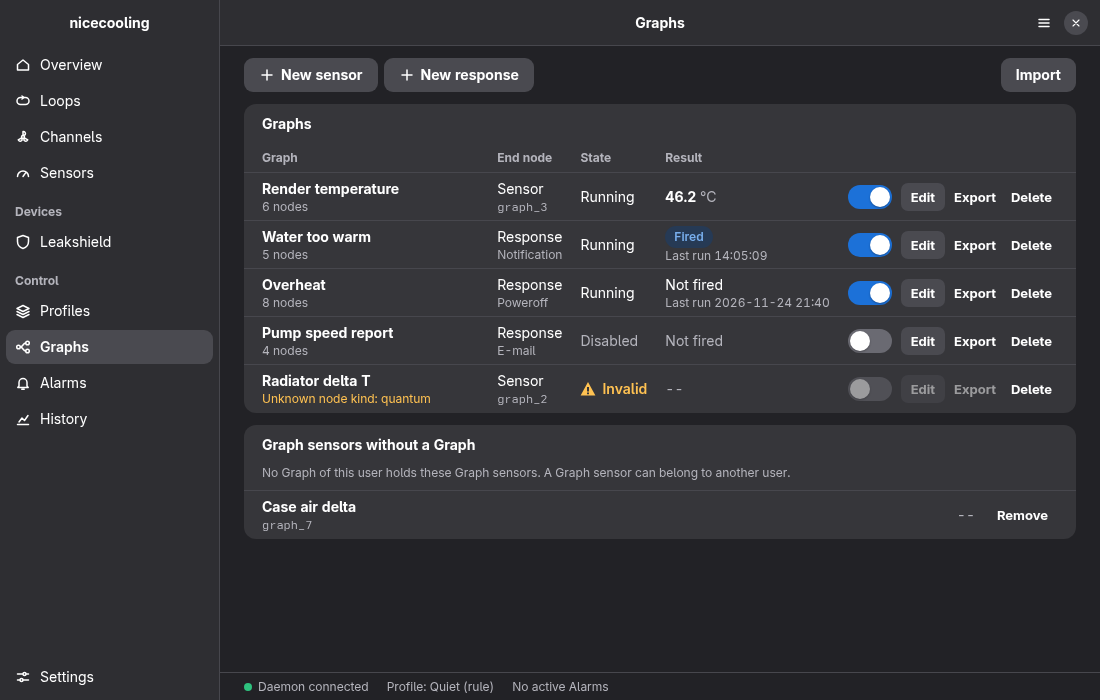 nicecooling
Graphs
Overview
Loops
Channels
Sensors
Devices
Leakshield
Control
Profiles
Graphs
Alarms
History
Settings
New sensor
New response
Import
Graphs
Graph End node State Result
Render temperature Sensor Running 46.2 °C Edit Export Delete
6 nodes graph_3
Water too warm Response Running Fired Edit Export Delete
5 nodes Notification Last run 14:05:09
Overheat Response Running Not fired Edit Export Delete
8 nodes Poweroff Last run 2026-11-24 21:40
Pump speed report Response Disabled Not fired Edit Export Delete
4 nodes E-mail
Radiator delta T Sensor Invalid -- Edit Export Delete
Unknown node kind: quantum graph_2
Graph sensors without a Graph
No Graph of this user holds these Graph sensors. A Graph sensor can belong to another user.
Case air delta -- Remove
graph_7
Daemon connected Profile: Quiet (rule) No active Alarms